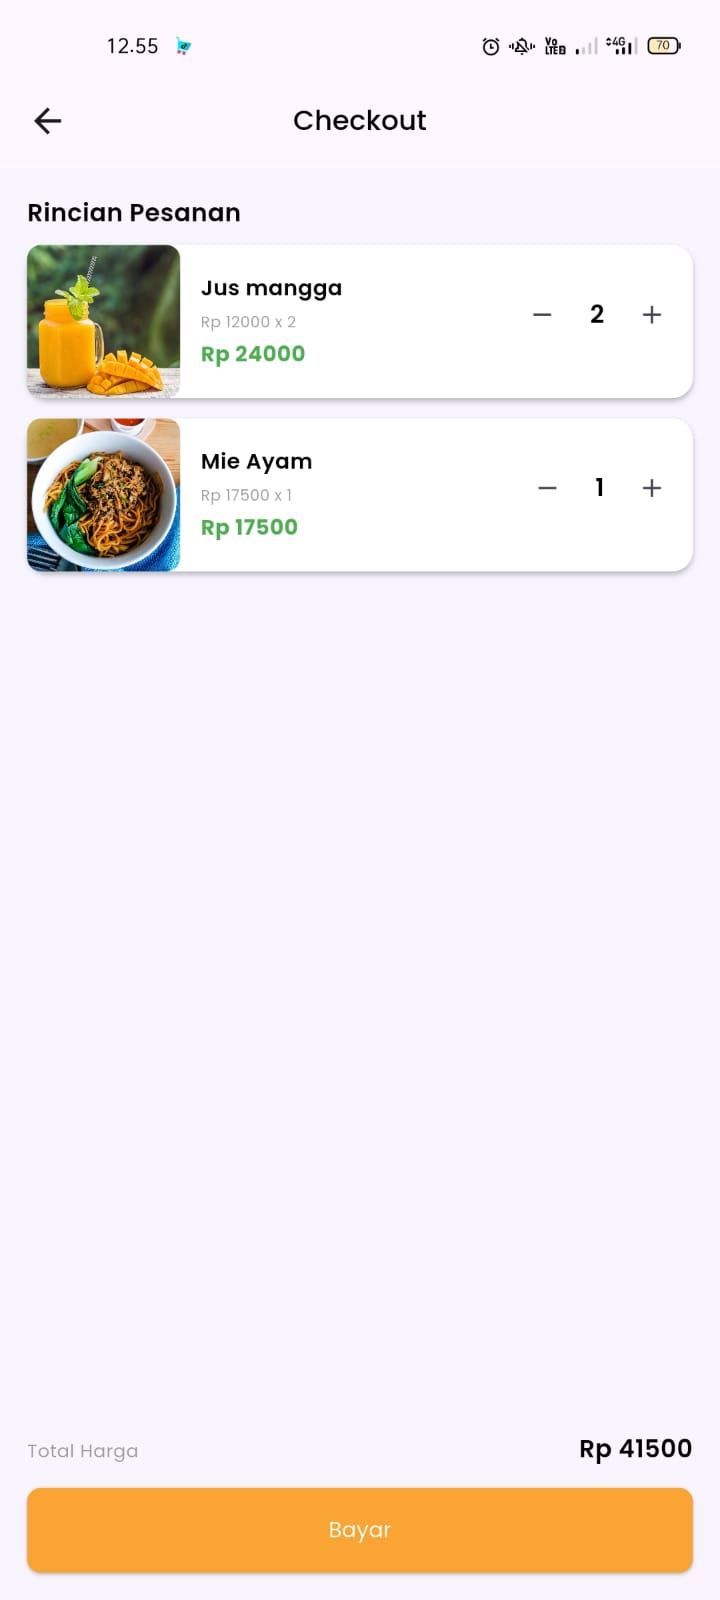 12.55
Vo
LTE2
4G
70
Checkout
Rincian Pesanan
Jus mangga
Rp 12000 x 2
Rp 24000
2
Mie Ayam
Rp 17500 x 1
Rp 17500
1
Total Harga
Rp 41500
Bayar